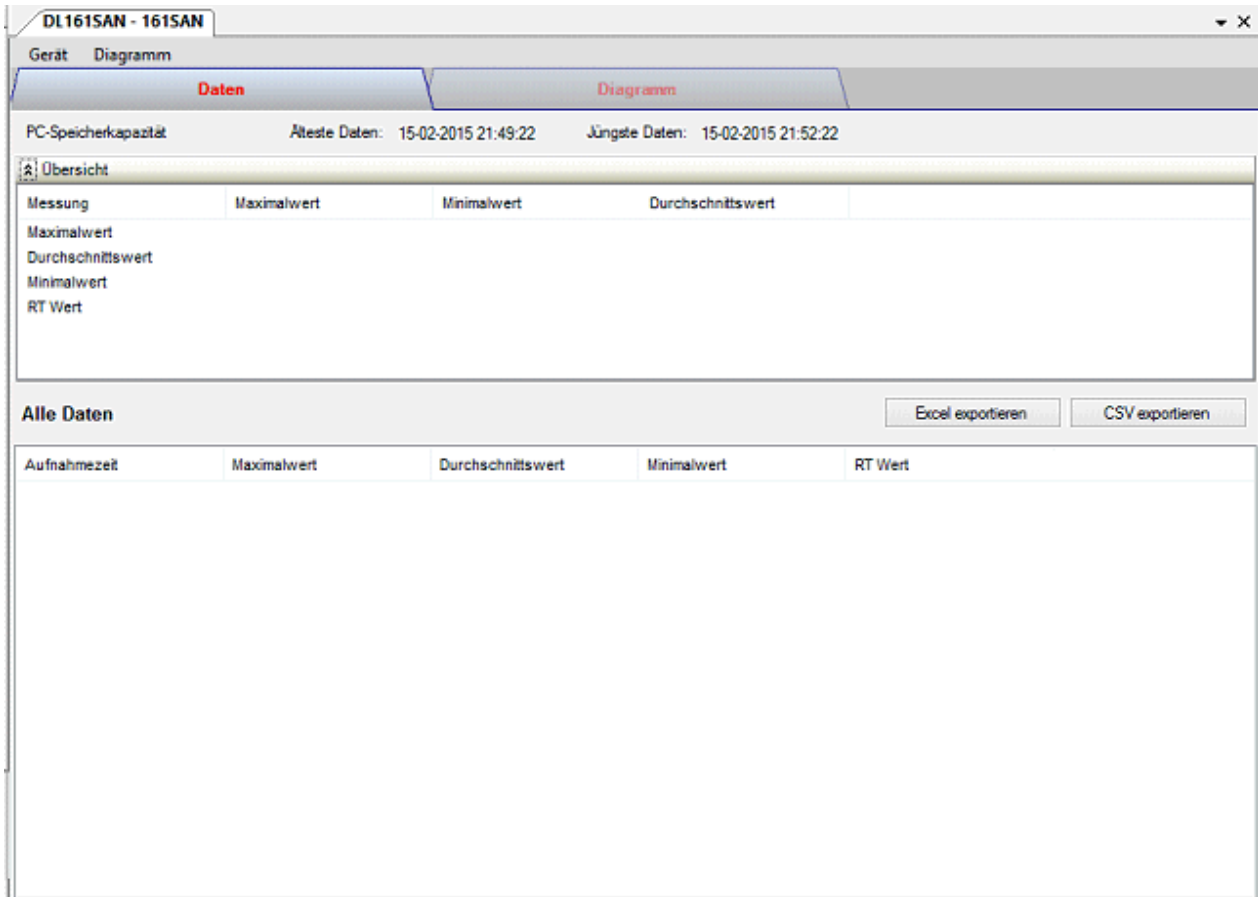 DL161SAN - 161SAN
Gerät Diagramm
Daten Diagramm
PC-Speicherkapazität Älteste Daten: 15-02-2015 21:49:22 Jüngste Daten: 15-02-2015 21:52:22
Übersicht
Messung Maximalwert Minimalwert Durchschnittswert
Maximalwert
Durchschnittswert
Minimalwert
RT Wert
Alle Daten Excel exportieren CSV exportieren
Aufnahmezeit Maximalwert Durchschnittswert Minimalwert RT Wert